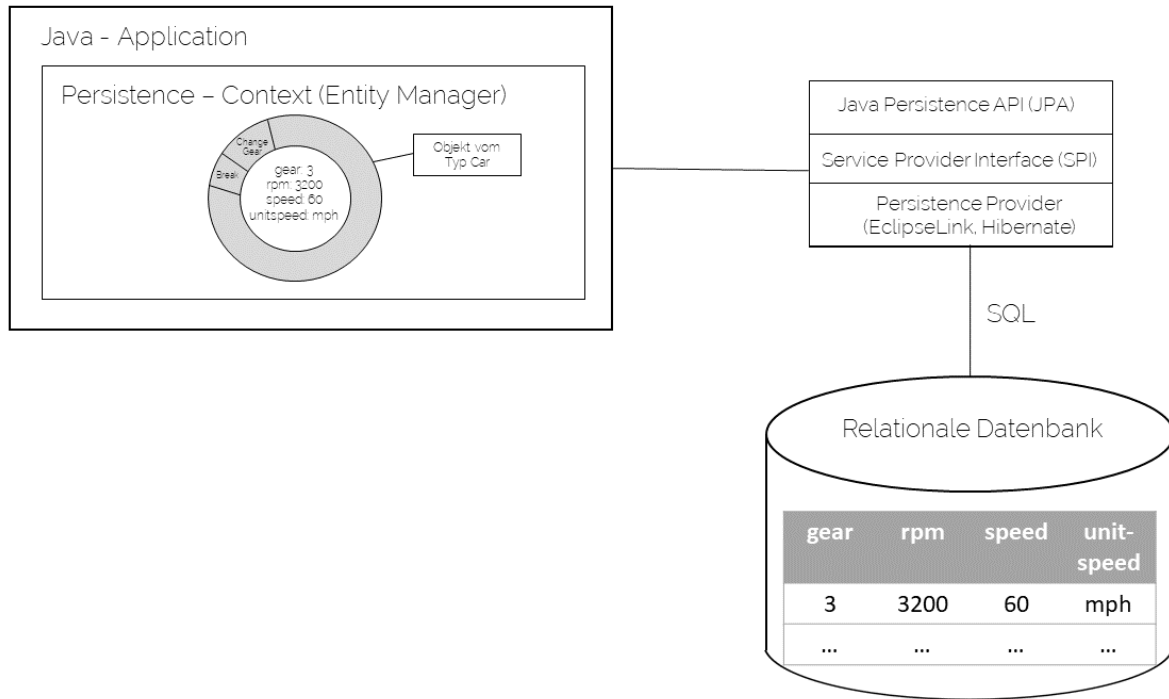 Java - Application
Persistence – Context (Entity Manager)
Change
Gear
Break
gear: 3
rpm: 3200
speed: 60
unitspeed: mph
Objekt vom
Typ Car
Java Persistence API (JPA)
Service Provider Interface (SPI)
Persistence Provider
(EclipseLink, Hibernate)
SQL
Relationale Datenbank
gear rpm speed unit-
speed
3 3200 60 mph
... ... ... ...